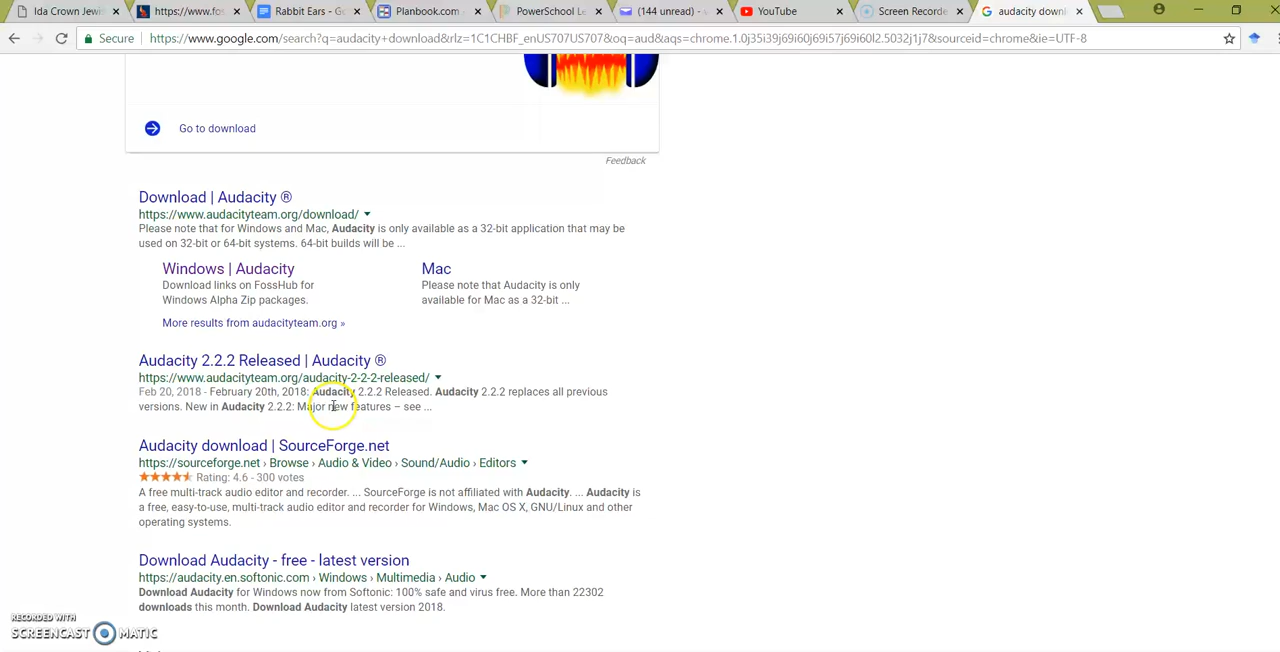 Ida Crown Jewi
https://www.fos
Rabbit Ears - Go
Planbook.com
PowerSchool Le
(144 unread) - s
YouTube
Screen Recorde
audacity downl
Secure https://www.google.com/search?q=audacity+download&rlz=1C1CHBF_enUS707US707&oq=aud&aqs=chrome.1.0j35i39j69i60j69i57j69i60l2.5032j1j7&sourceid=chrome&ie=UTF-8
Go to download
Feedback
Download | Audacity ®
https://www.audacityteam.org/download/
Please note that for Windows and Mac, Audacity is only available as a 32-bit application that may be
used on 32-bit or 64-bit systems. 64-bit builds will be ...
Windows | Audacity
Download links on FossHub for
Windows Alpha Zip packages.
Mac
Please note that Audacity is only
available for Mac as a 32-bit ...
More results from audacityteam.org »
Audacity 2.2.2 Released | Audacity ®
https://www.audacityteam.org/audacity-2-2-2-released/
Feb 20, 2018 - February 20th, 2018: Audacity 2.2.2 Released. Audacity 2.2.2 replaces all previous
versions. New in Audacity 2.2.2: Major new features – see ...
Audacity download | SourceForge.net
https://sourceforge.net › Browse › Audio & Video › Sound/Audio › Editors
Rating: 4.6 - 300 votes
A free multi-track audio editor and recorder. ... SourceForge is not affiliated with Audacity. ... Audacity is
a free, easy-to-use, multi-track audio editor and recorder for Windows, Mac OS X, GNU/Linux and other
operating systems.
Download Audacity - free - latest version
https://audacity.en.softonic.com › Windows › Multimedia › Audio
Download Audacity for Windows now from Softonic: 100% safe and virus free. More than 22302
downloads this month. Download Audacity latest version 2018.
RECORDED WITH
SCREENCAST MATIC